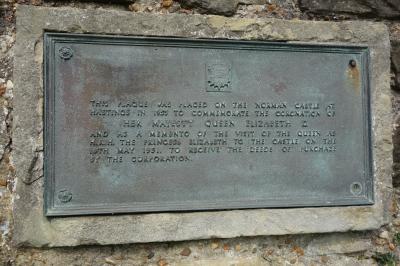 THIS PLAQUE WAS PLACED ON THE NORMAN CASTLE AT
HASTINGS IN 1953 TO COMMEMORATE THE CORONATION OF
HER MAJESTY QUEEN ELIZABETH 2.
AND AS A MEMENTO OF THE VISIT OF THE QUEEN AS
H.R.H. THE PRINCESS ELIZABETH TO THE CASTLE ON THE
MAY 1951 TO RECEIVE THE DEEDS OF PURCHASE
BY THE CORPORATION.